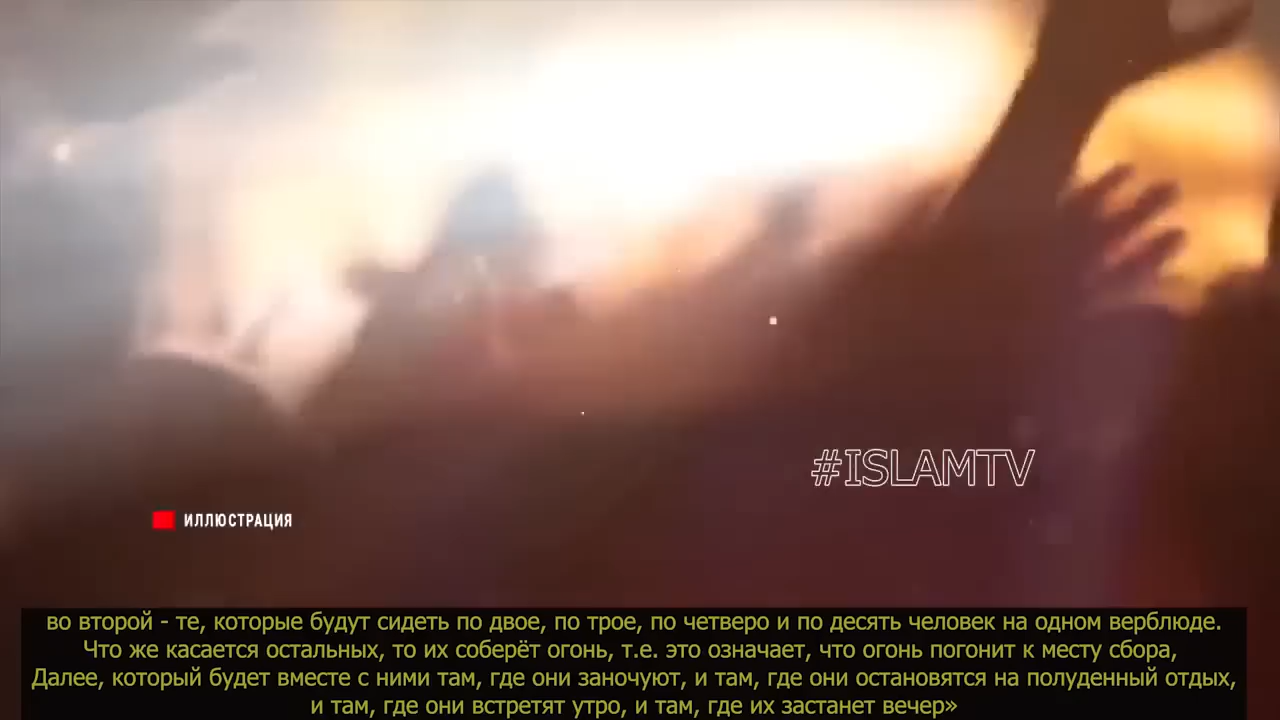 #ISLAMTV
ИЛЛЮСТРАЦИЯ
во второй - те, которые будут сидеть по двое, по трое, по четверо и по десять человек на одном верблюде.
Что же касается остальных, то их соберёт огонь, т.е. это означает, что огонь погонит к месту сбора,
Далее, который будет вместе с ними там, где они заночуют, и там, где они остановятся на полуденный отдых,
и там, где они встретят утро, и там, где их застанет вечер»